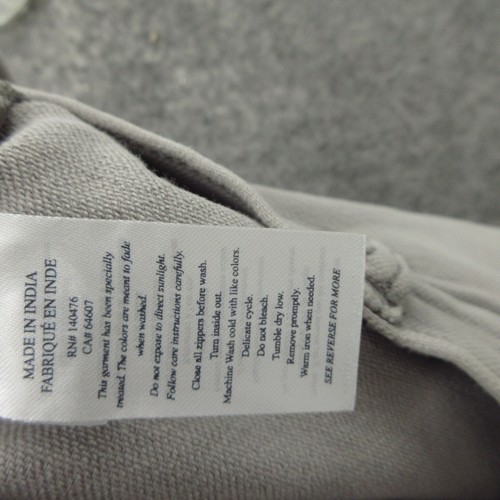 MADE IN INDIA
FABRIQUÉ EN INDE
RN# 140476
CA# 64607
This garment has been specially
treated. The colors are meant to fade
when washed.
Do not expose to direct sunlight.
Follow care instructions carefully.
Close all zippers before wash.
Turn inside out.
Machine Wash cold with like colors.
Delicate cycle.
Do not bleach.
Tumble dry low.
Remove promptly.
Warm iron when needed.
SEE REVERSE FOR MORE